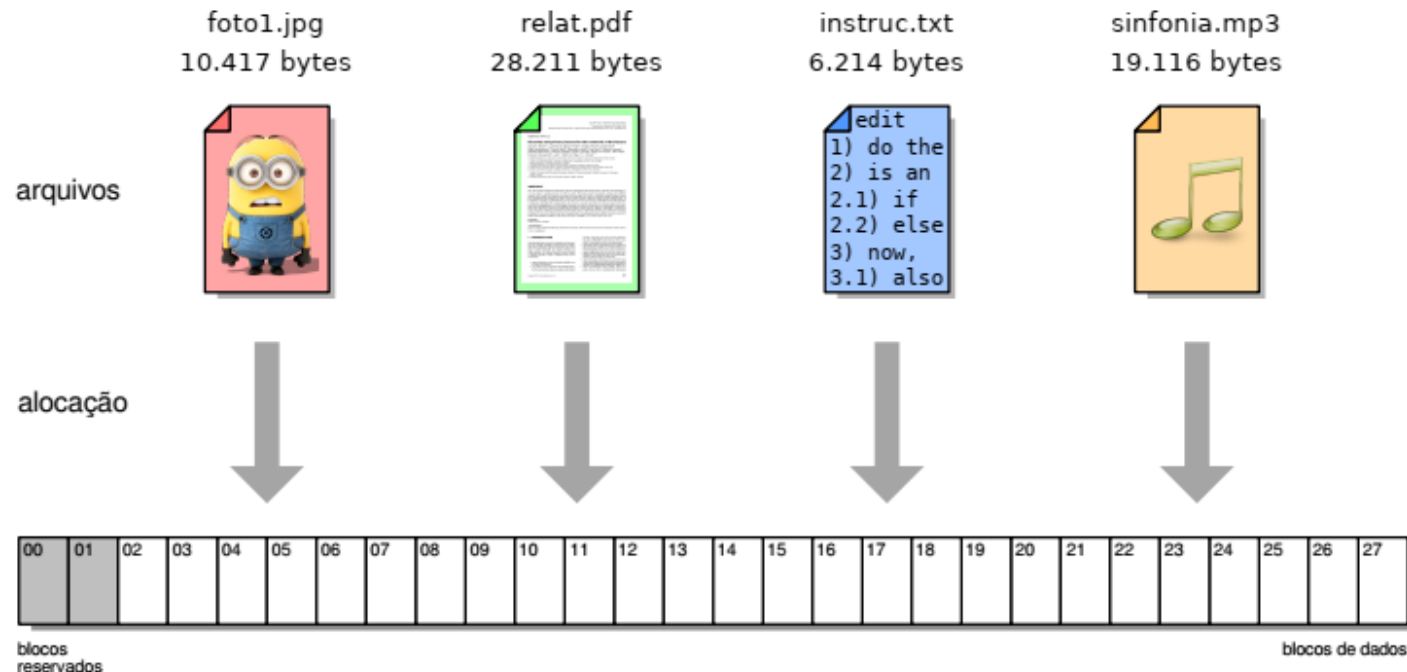 foto1.jpg
10.417 bytes
relat.pdf
28.211 bytes
instruc.txt
6.214 bytes
sinfonia.mp3
19.116 bytes
arquivos
edit
1) do the
2) is an
2.1) if
2.2) else
3) now,
3.1) also
alocação
00 01 02 03 04 05 06 07 08 09 10 11 12 13 14 15 16 17 18 19 20 21 22 23 24 25 26 27
blocos
reservados
blocos de dados